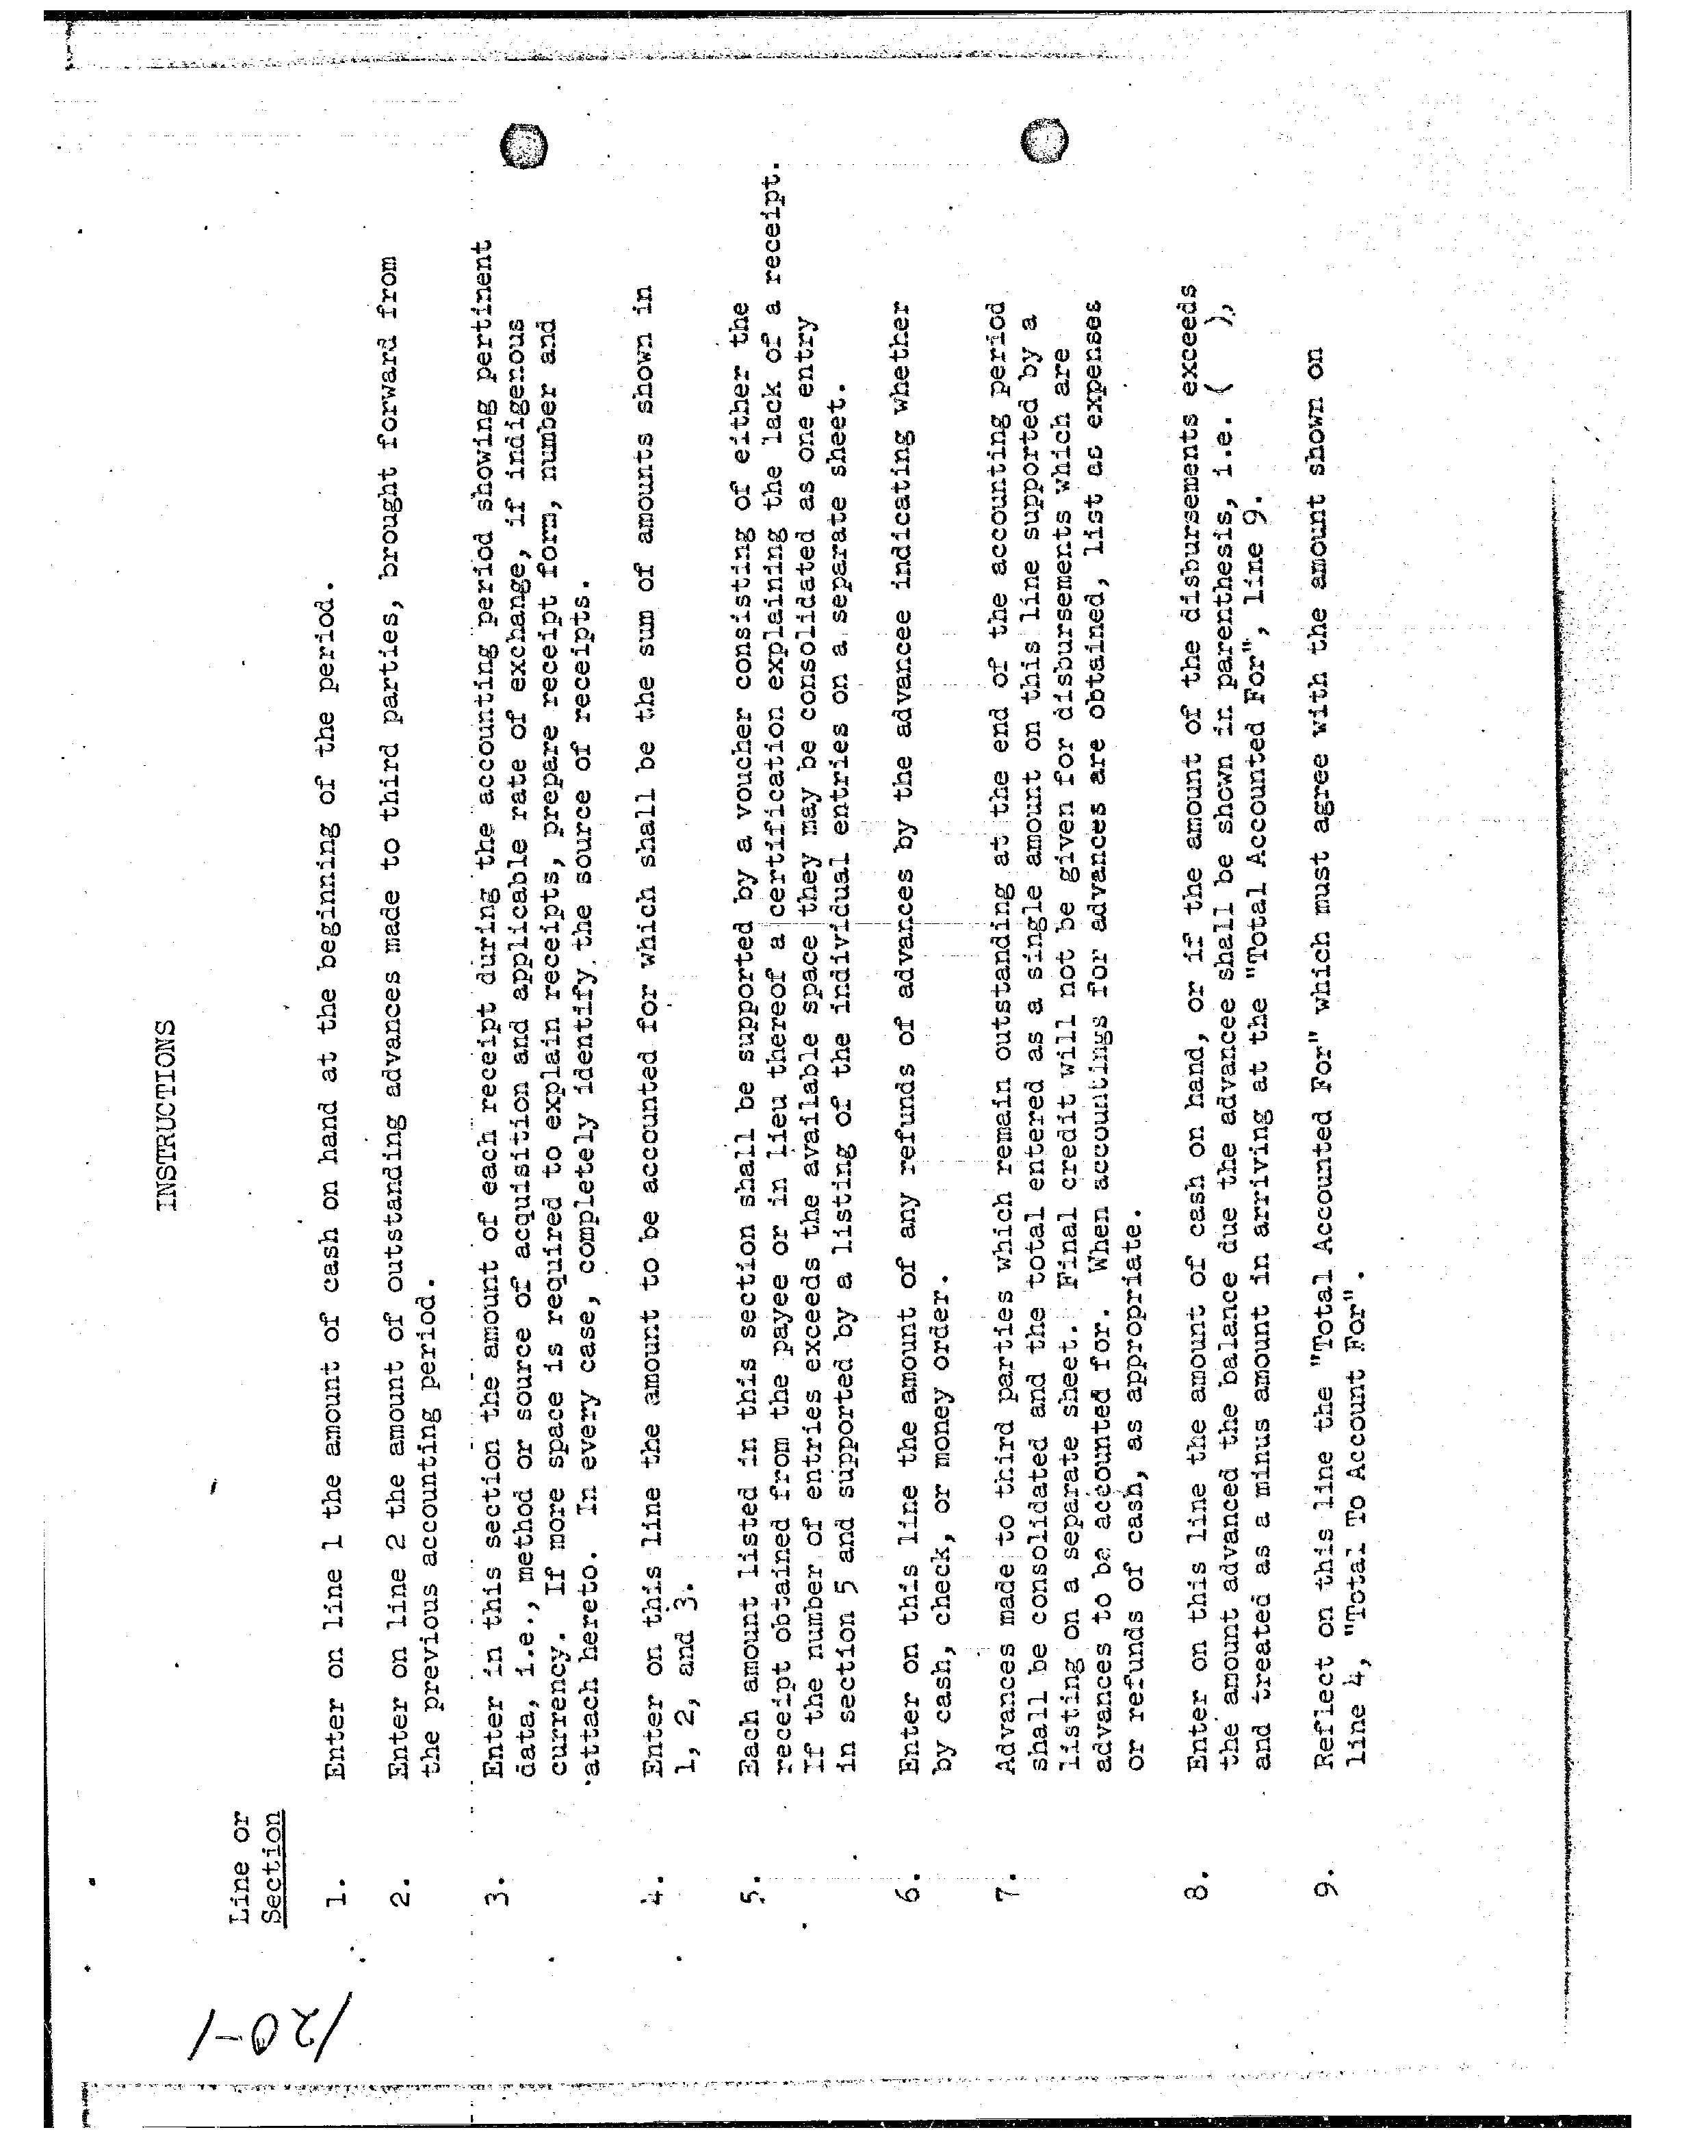 INSTRUCTIONS
Line or
Section
1. Enter on line 1 the amount of cash on hand at the beginning of the period.
2. Enter on line 2 the amount of outstanding advances made to third parties, brought forward from
the previous accounting period.
3. Enter in this section the amount of each receipt during the accounting period showing pertinent
data, i.e., method or source of acquisition and applicable rate of exchange, if indigenous
currency. If more space is required to explain receipts, prepare receipt form, number and
attach hereto. In every case, completely identify the source of receipts.
4. Enter on this line the amount to be accounted for which shall be the sum of amounts shown in
1, 2, and 3.
5. Each amount listed in this section shall be supported by a voucher consisting of either the
receipt obtained from the payee or in lieu thereof a certification explaining the lack of a receipt.
If the number of entries exceeds the available space they may be consolidated as one entry
in section 5 and supported by a listing of the individual entries on a separate sheet.
6. Enter on this line the amount of any refunds of advances by the advancee indicating whether
by cash, check, or money order.
7. Advances made to third parties which remain outstanding at the end of the accounting period
shall be consolidated and the total entered as a single amount on this line supported by a
listing on a separate sheet. Final credit will not be given for disbursements which are
advances to be accounted for. When accountings for advances are obtained, list as expenses
or refunds of cash, as appropriate.
8. Enter on this line the amount of cash on hand, or if the amount of the disbursements exceeds
the amount advanced the balance due the advancee shall be shown in parenthesis, i.e. ( ),
and treated as a minus amount in arriving at the "Total Accounted For", line 9.
9. Reflect on this line the "Total Accounted For" which must agree with the amount shown on
line 4, "Total To Account For".
120-1